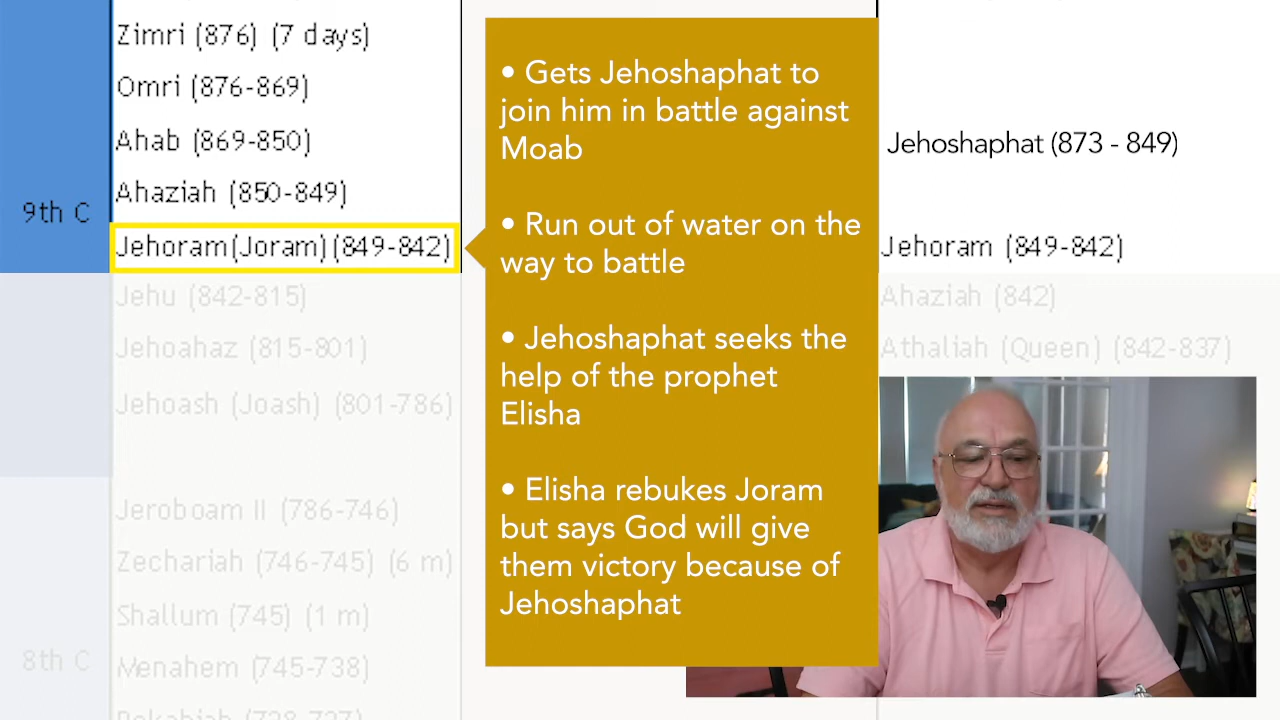 Zimri (876) (7 days)
Omri (876-869)
Ahab (869-850)
Ahaziah (850-849)
9th C
Jehoram(Joram)(849-842)
Jehu (842-815)
Jehoahaz (815-801)
Jehoash (Joash) (801-786)
Jeroboam II (786-746)
Zechariah (746-745) (6 m)
Shallum (745) (1 m)
8th C
Menahem (745-738)
• Gets Jehoshaphat to
join him in battle against
Moab
• Run out of water on the
way to battle
• Jehoshaphat seeks the
help of the prophet
Elisha
• Elisha rebukes Joram
but says God will give
them victory because of
Jehoshaphat
Jehoshaphat (873 - 849)
Jehoram (849-842)
Ahaziah (842)
Athaliah (Queen) (842-837)